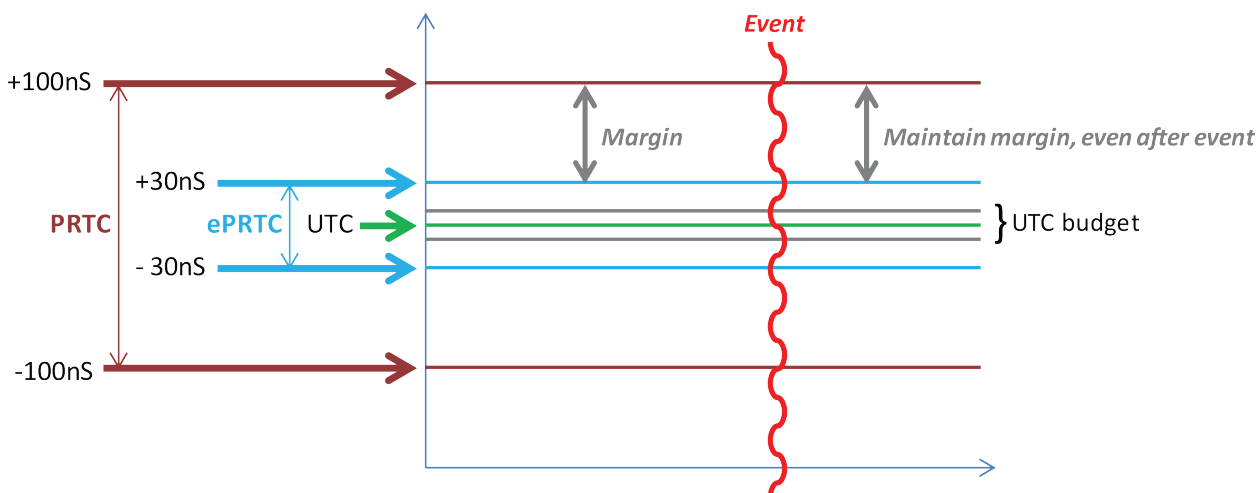 Event
+100nS
Margin
Maintain margin, even after event
+30nS
PRTC
ePRTC
UTC
} UTC budget
- 30nS
-100nS